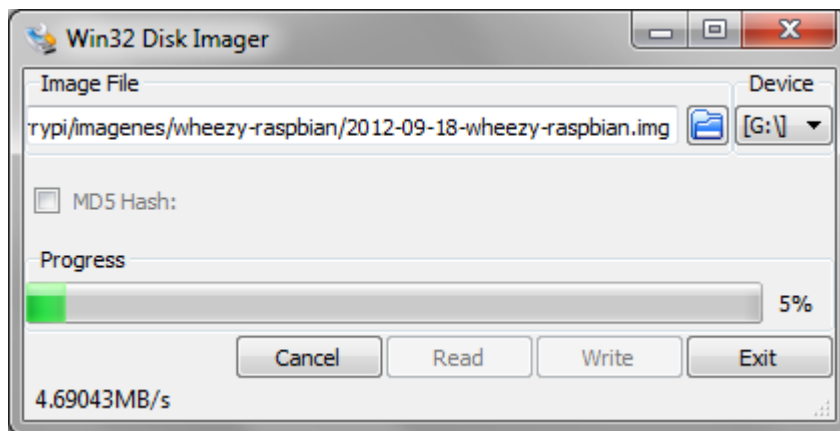 Win32 Disk Imager
Image File
Device
rypi/imagenes/wheezy-raspbian/2012-09-18-wheezy-raspbian.img
[G:\]
MD5 Hash:
Progress
5%
Cancel
Read
Write
Exit
4.69043MB/s